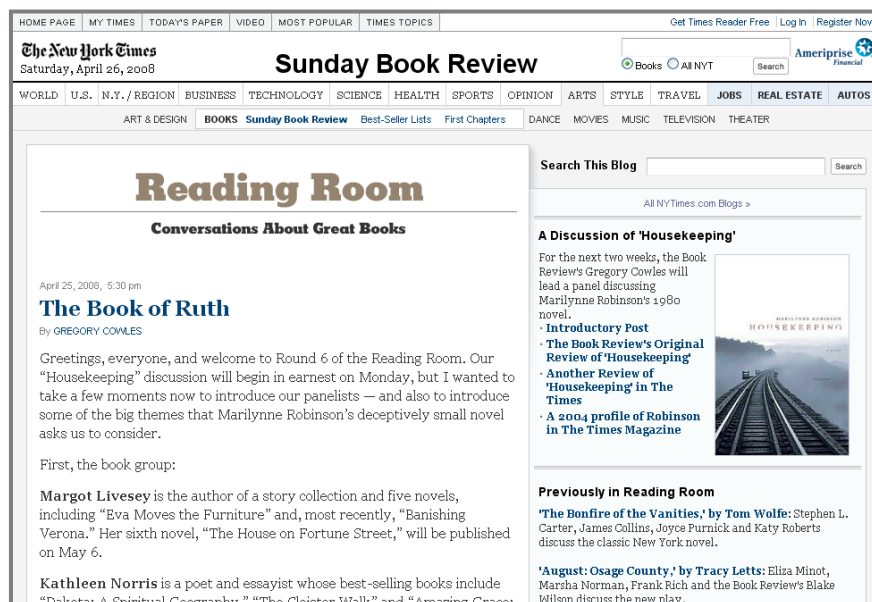 HOME PAGE MY TIMES TODAY'S PAPER VIDEO MOST POPULAR TIMES TOPICS
Get Times Reader Free Log In Register Now
The New York Times
Saturday, April 26, 2008
Sunday Book Review
Books All NYT
Search
Ameriprise
Financial
WORLD U.S. N.Y. / REGION BUSINESS TECHNOLOGY SCIENCE HEALTH SPORTS OPINION ARTS STYLE TRAVEL JOBS REAL ESTATE AUTOS
ART & DESIGN BOOKS Sunday Book Review Best-Seller Lists First Chapters DANCE MOVIES MUSIC TELEVISION THEATER
Reading Room
Conversations About Great Books
April 25, 2008, 5:30 pm
The Book of Ruth
By GREGORY COWLES
Greetings, everyone, and welcome to Round 6 of the Reading Room. Our
“Housekeeping” discussion will begin in earnest on Monday, but I wanted to
take a few moments now to introduce our panelists — and also to introduce
some of the big themes that Marilynne Robinson’s deceptively small novel
asks us to consider.
First, the book group:
Margot Livesey is the author of a story collection and five novels,
including “Eva Moves the Furniture” and, most recently, “Banishing
Verona.” Her sixth novel, “The House on Fortune Street,” will be published
on May 6.
Kathleen Norris is a poet and essayist whose best-selling books include
“Dakota: A Spiritual Geography,” “The Cloister Walk” and “Amazing Grace:
Search This Blog
Search
All NYTimes.com Blogs »
A Discussion of 'Housekeeping'
For the next two weeks, the Book
Review's Gregory Cowles will
lead a panel discussing
Marilynne Robinson's 1980
novel.
· Introductory Post
· The Book Review's Original
Review of 'Housekeeping'
· Another Review of
'Housekeeping' in The
Times
· A 2004 profile of Robinson
in The Times Magazine
MARILYNNE ROBINSON
HOUSEKEEPING
Previously in Reading Room
'The Bonfire of the Vanities,' by Tom Wolfe: Stephen L.
Carter, James Collins, Joyce Purnick and Katy Roberts
discuss the classic New York novel.
'August: Osage County,' by Tracy Letts: Eliza Minot,
Marsha Norman, Frank Rich and the Book Review's Blake
Wilson discuss the new play.